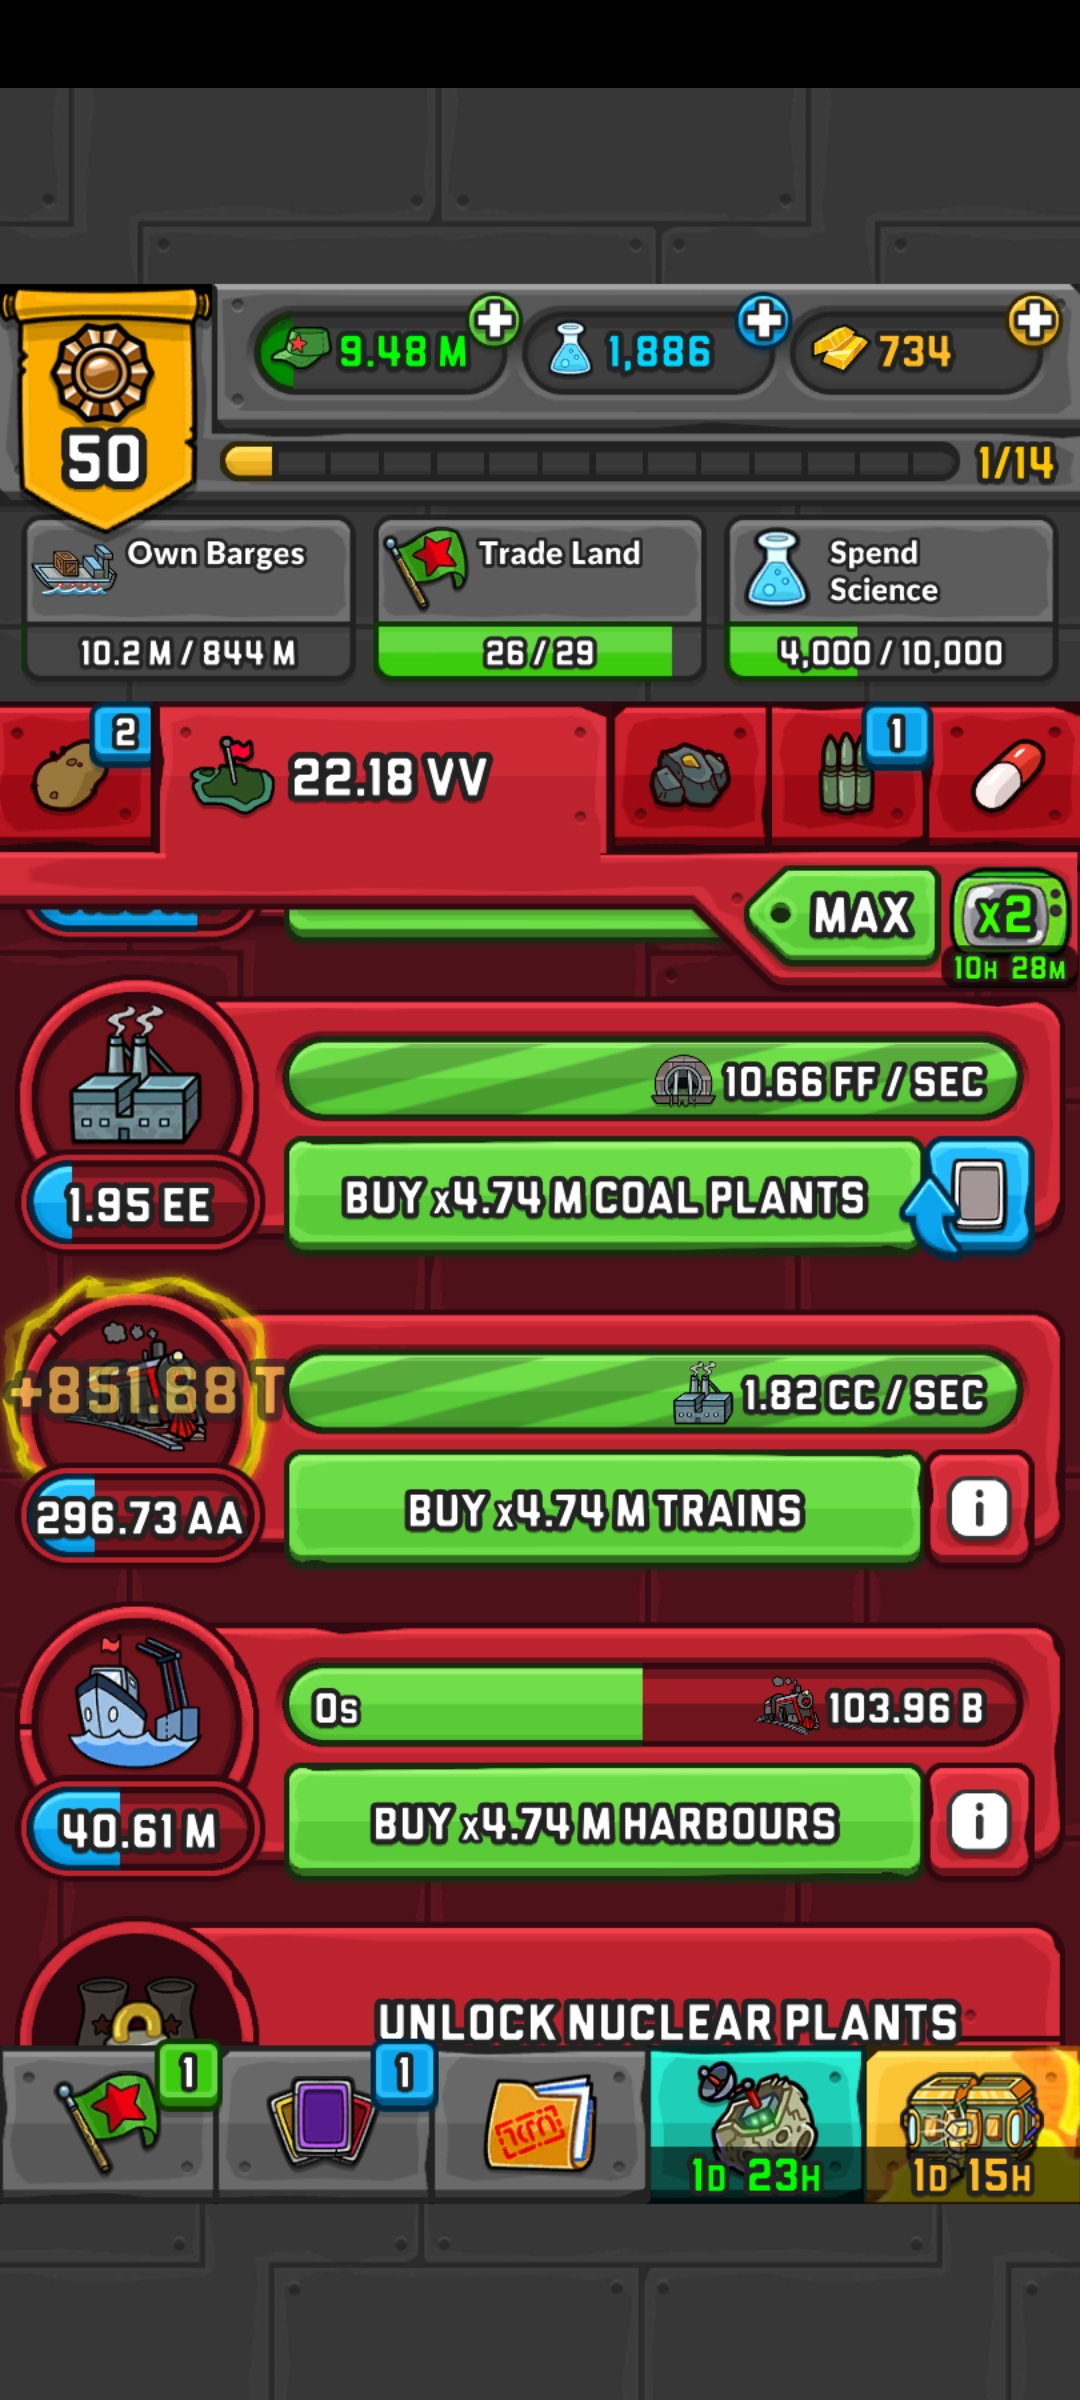 50
9.48 M
1,886
734
1/14
Own Barges
10.2 M / 844 M
Trade Land
26 / 29
Spend
Science
4,000 / 10,000
2
22.18 VV
1
MAX
x2
10H 28M
10.66 FF / SEC
1.95 EE
BUY x4.74 M COAL PLANTS
+851.68 T
1.82 CC / SEC
296.73 AA
BUY x4.74 M TRAINS
i
0s
103.96 B
40.61 M
BUY x4.74 M HARBOURS
i
UNLOCK NUCLEAR PLANTS
1
1
1D 23H
1D 15H